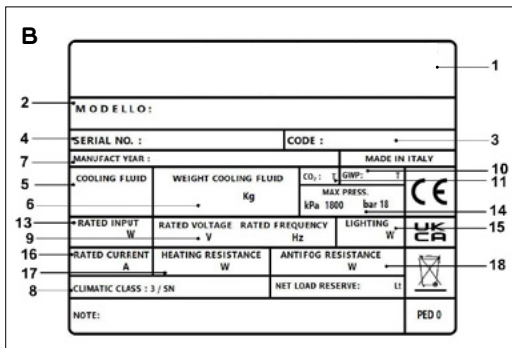 B
1
2 MODELLO:
4 SERIAL NO. : CODE : 3
7 MANUFACT YEAR : MADE IN ITALY
5 COOLING FLUID WEIGHT COOLING FLUID CO₂ : T GWP: T 10
11
6 Kg MAX PRESS.
kPa 1800 bar 18 14
CE
13 RATED INPUT RATED VOLTAGE RATED FREQUENCY LIGHTING 15
9 W V Hz W
UK
CA
16 RATED CURRENT HEATING RESISTANCE ANTIFOG RESISTANCE
17 A W W 18
8 CLIMATIC CLASS : 3 / SN NET LOAD RESERVE: Lt
NOTE: PED 0